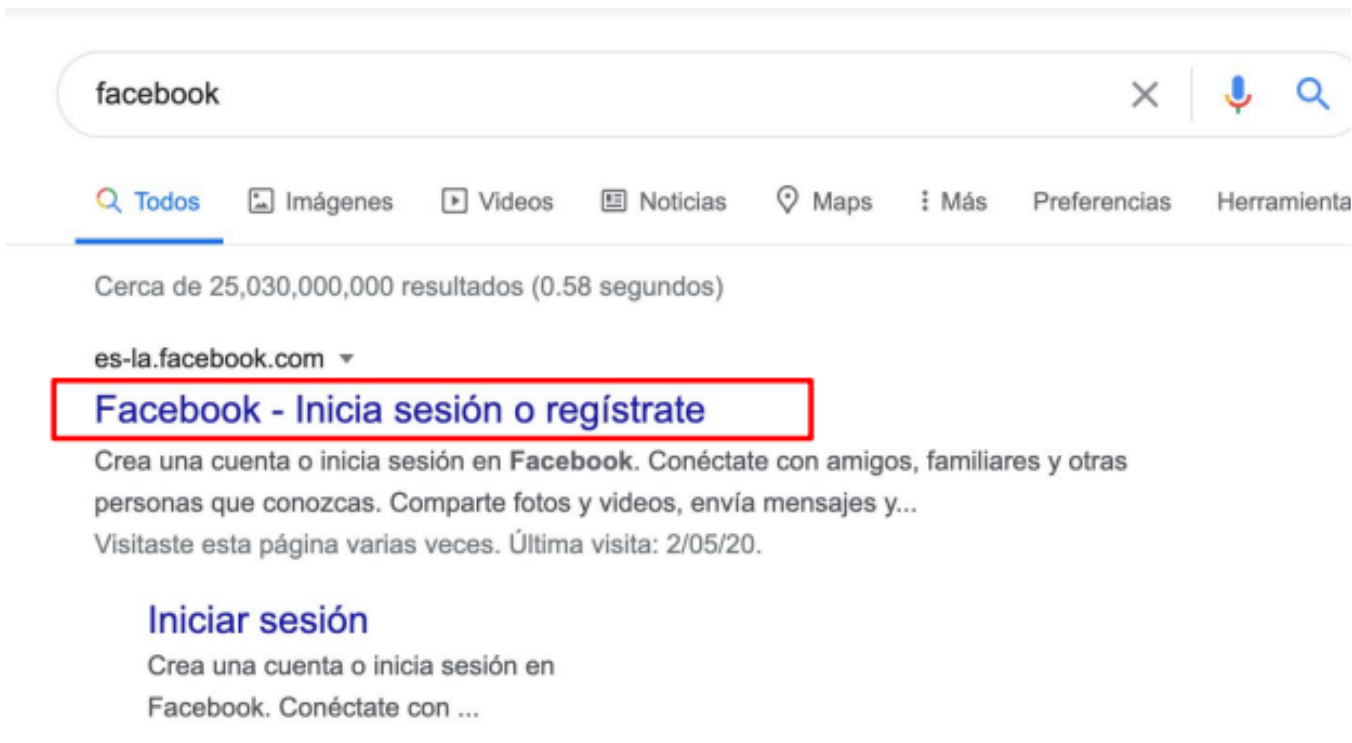 facebook
Todos Imágenes Videos Noticias Maps Más Preferencias Herramienta
Cerca de 25,030,000,000 resultados (0.58 segundos)
es-la.facebook.com
Facebook - Inicia sesión o regístrate
Crea una cuenta o inicia sesión en Facebook. Conéctate con amigos, familiares y otras
personas que conozcas. Comparte fotos y videos, envía mensajes y...
Visitaste esta página varias veces. Última visita: 2/05/20.
Iniciar sesión
Crea una cuenta o inicia sesión en
Facebook. Conéctate con ...